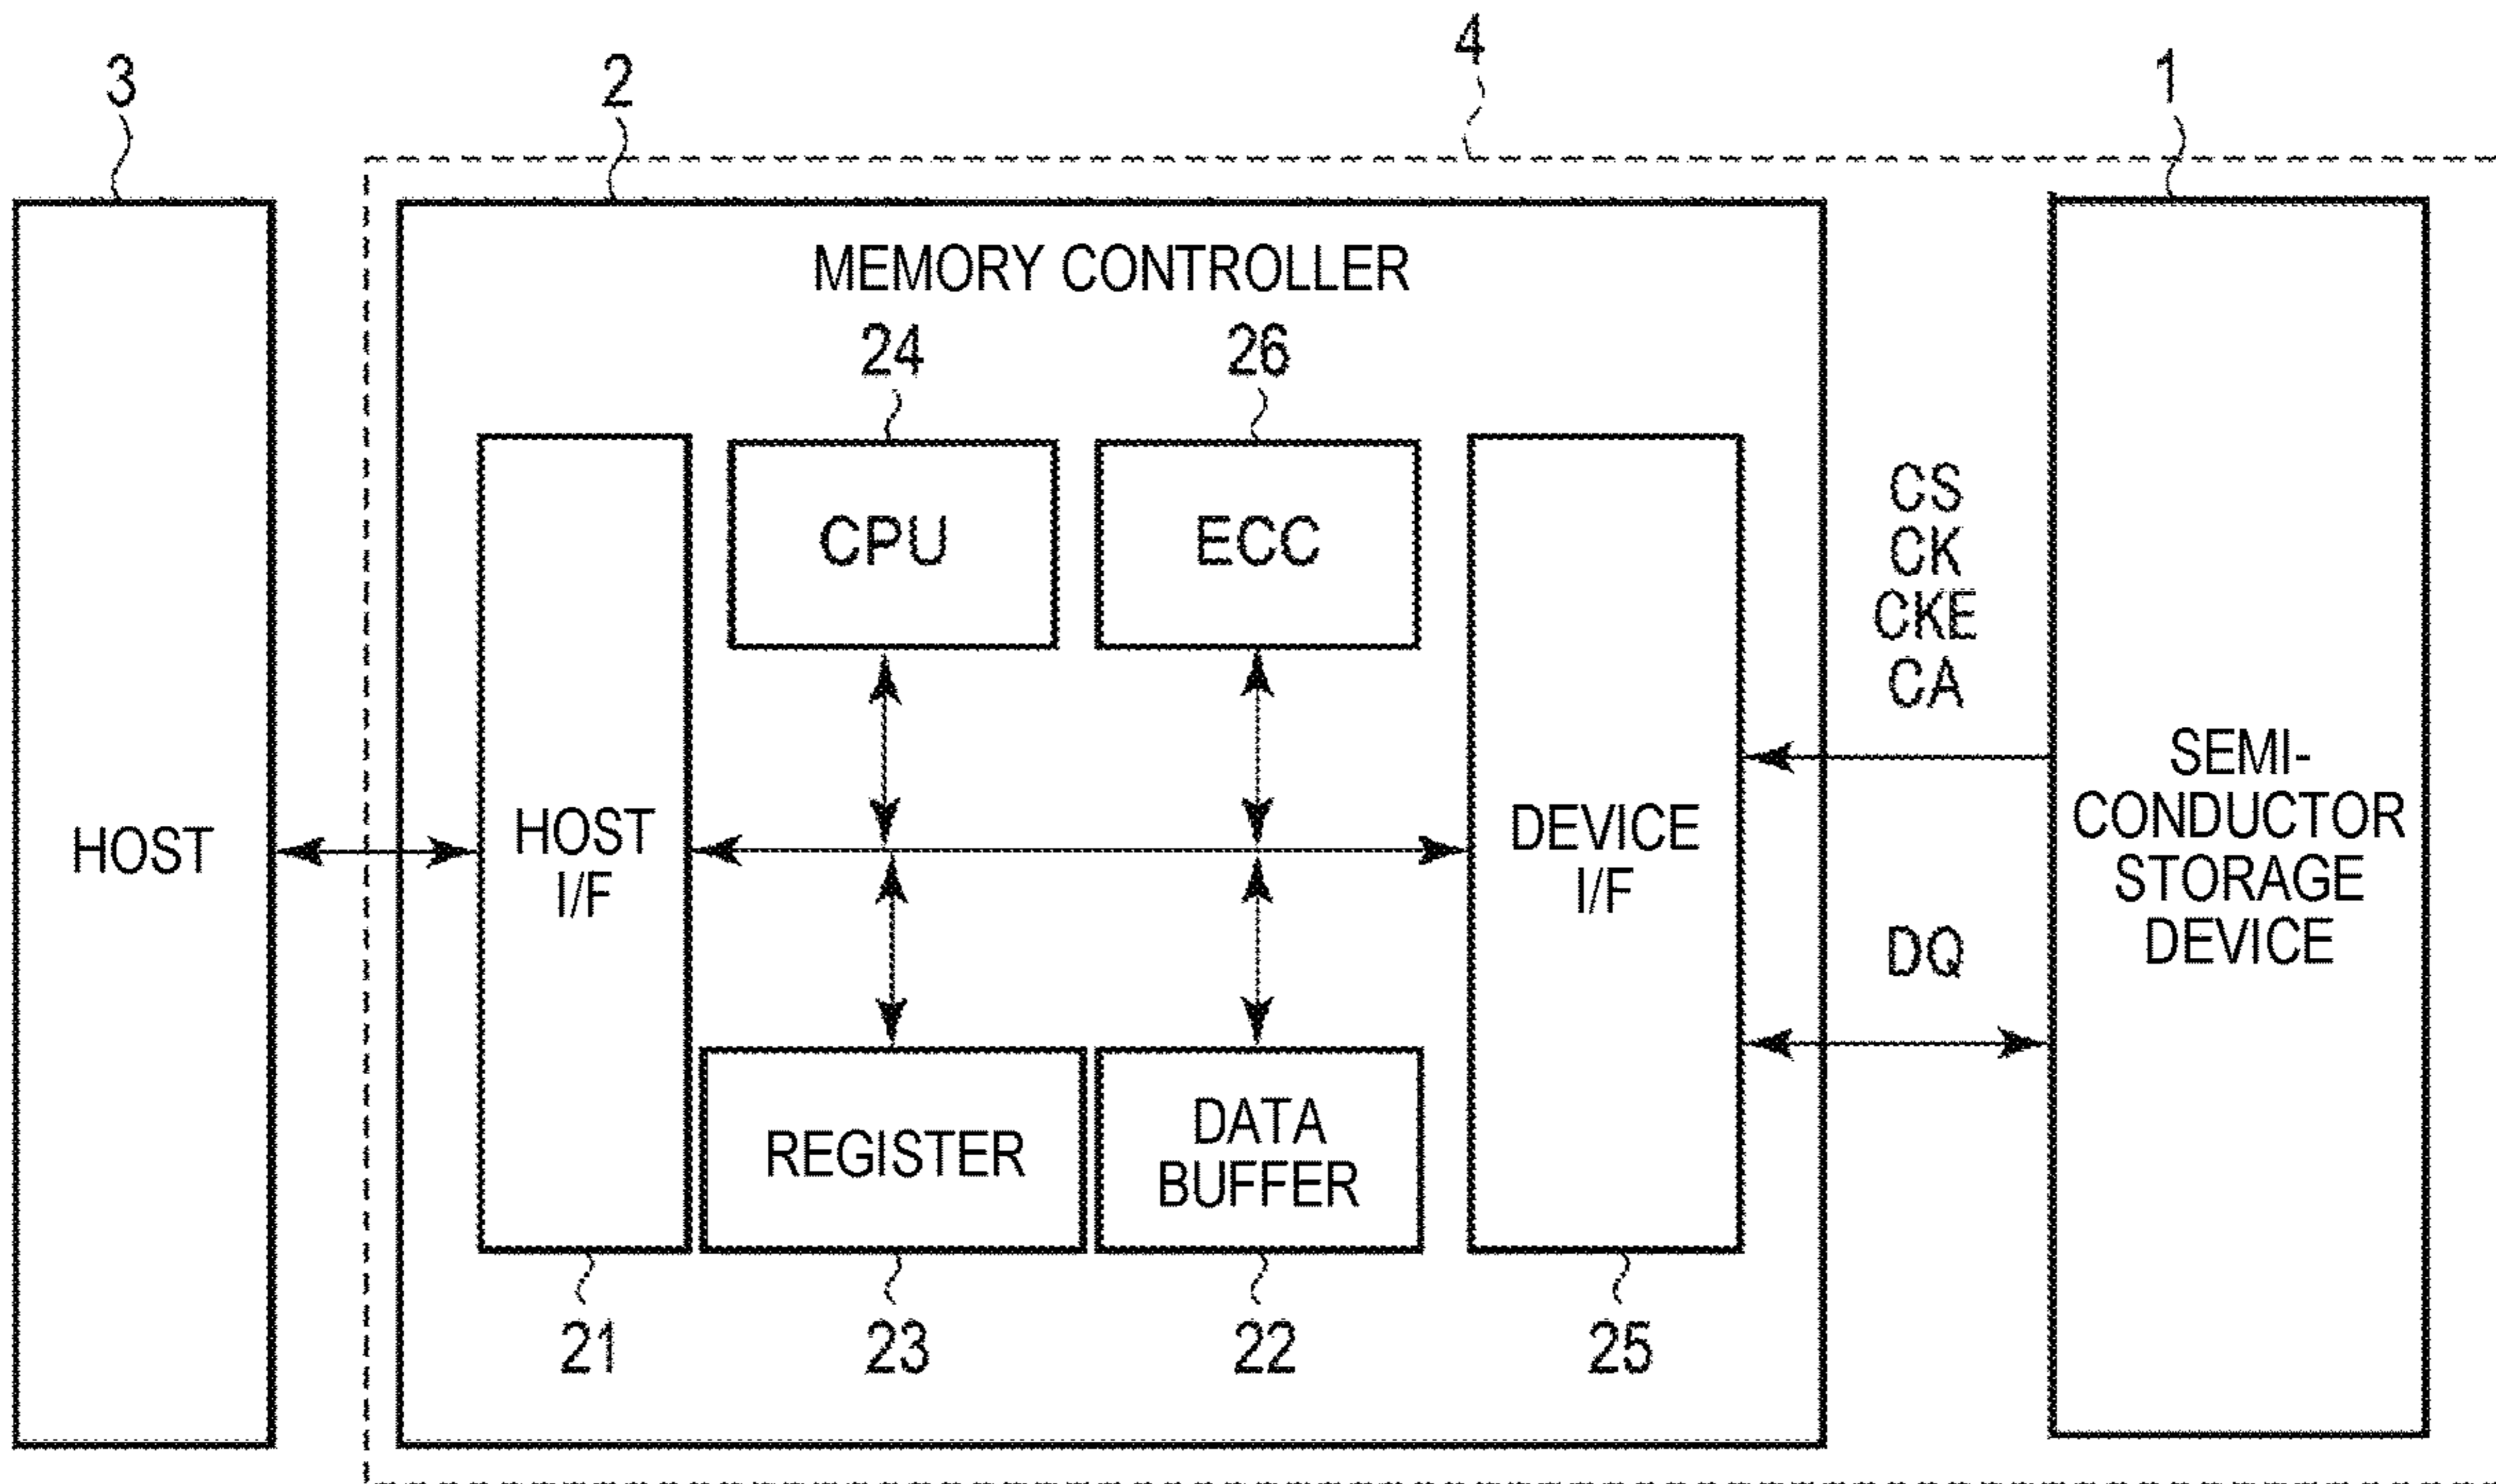 3
2
4
1
MEMORY CONTROLLER
24
26
CPU
ECC
CS
CK
CKE
CA
HOST
HOST
I/F
DEVICE
I/F
SEMI-
CONDUCTOR
STORAGE
DEVICE
DQ
REGISTER
DATA
BUFFER
21
23
22
25